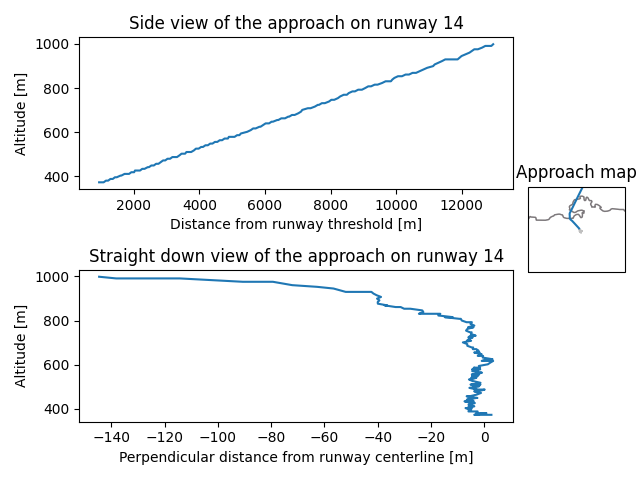 Side view of the approach on runway 14
1000
800
600
400
Altitude [m]
2000 4000 6000 8000 10000 12000
Distance from runway threshold [m]
Approach map
Straight down view of the approach on runway 14
1000
800
600
400
Altitude [m]
−140 −120 −100 −80 −60 −40 −20 0
Perpendicular distance from runway centerline [m]